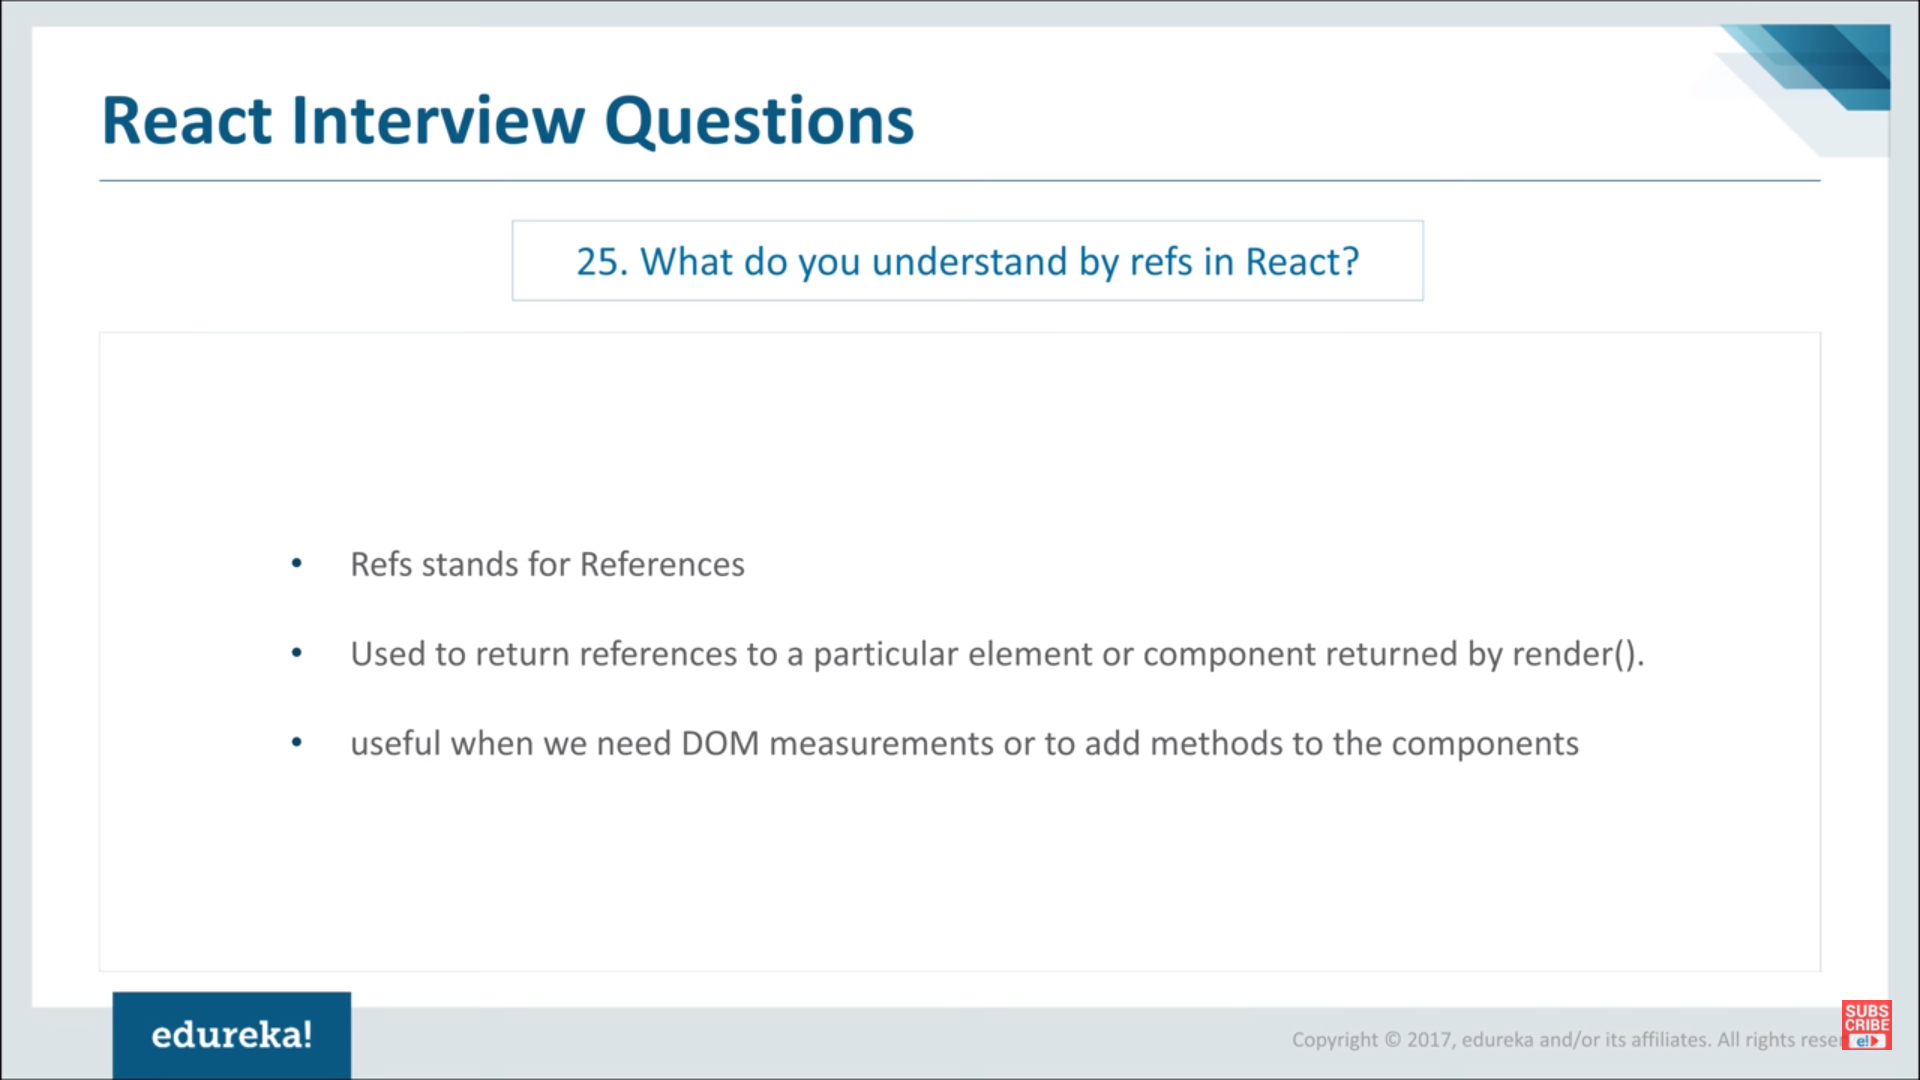 React Interview Questions
25. What do you understand by refs in React?
• Refs stands for References
• Used to return references to a particular element or component returned by render().
• useful when we need DOM measurements or to add methods to the components
edureka!
Copyright © 2017, edureka and/or its affiliates. All rights
SUBS
CRIBE
e!